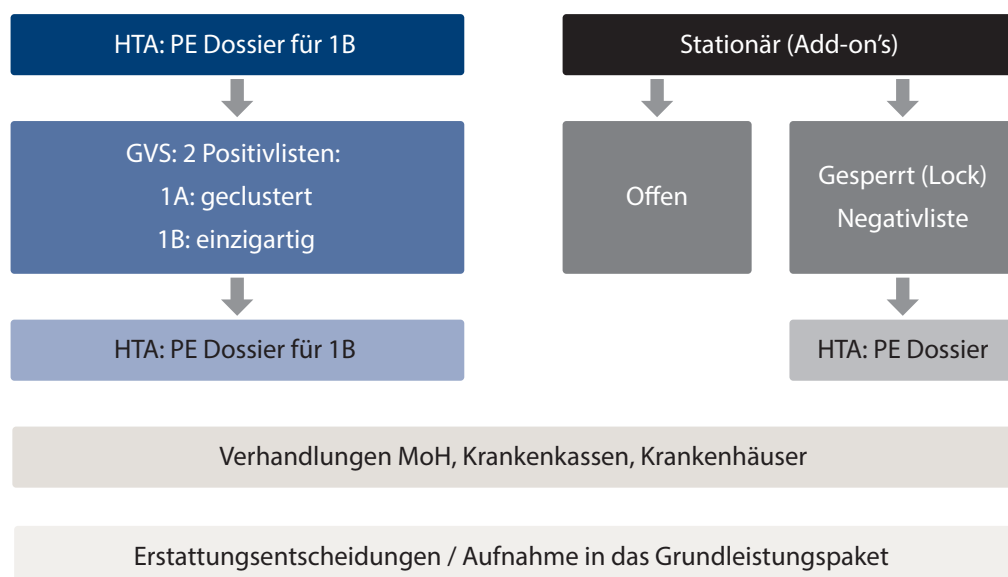 HTA: PE Dossier für 1B
Stationär (Add-on's)
GVS: 2 Positivlisten:
1A: geclustert
1B: einzigartig
Offen
Gesperrt (Lock)
Negativliste
HTA: PE Dossier für 1B
HTA: PE Dossier
Verhandlungen MoH, Krankenkassen, Krankenhäuser
Erstattungsentscheidungen / Aufnahme in das Grundleistungspaket